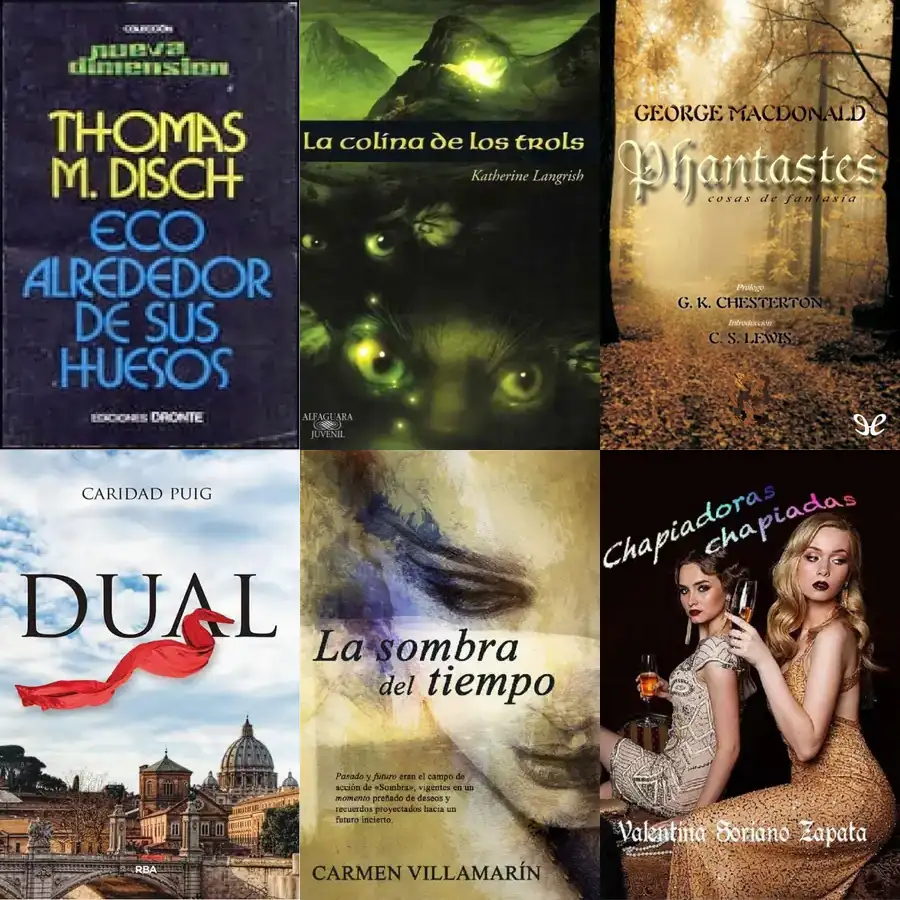 COLECCIÓN
nueva
dimension
THOMAS
M. DISCH
ECO
ALREDEDOR
DE SUS
HUESOS
EDICIONES DRONTE
La colina de los trols
Katherine Langrish
ALFAGUARA
JUVENIL
GEORGE MACDONALD
Phantastes
cosas de fantasía
Prólogo
G. K. CHESTERTON
Introducción
C. S. LEWIS
CARIDAD PUIG
DUAL
RBA
La sombra
del tiempo
Pasado y futuro eran el campo de
acción de «Sombra», vigentes en un
momento preñado de deseos y
recuerdos proyectados hacia un
futuro incierto.
CARMEN VILLAMARÍN
Chapiadoras
chapiadas
Valentina Soriano Zapata